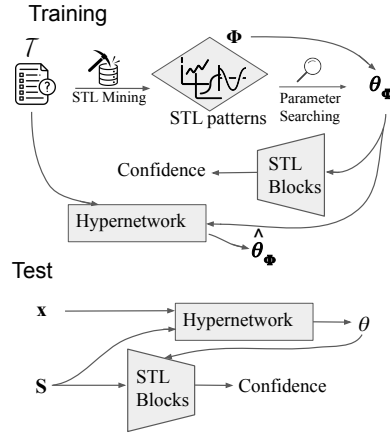 Training
𝒯
Φ
STL Mining
STL patterns
Parameter
Searching
θ_Φ
Confidence
STL
Blocks
Hypernetwork
θ̂_Φ
Test
x
Hypernetwork
θ
S
STL
Blocks
Confidence